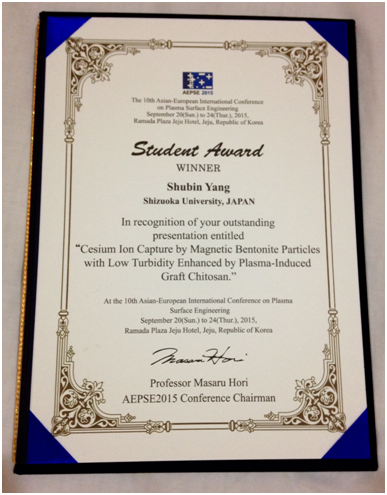 AEPSE 2015
The 10th Asian-European International Conference
on Plasma Surface Engineering
September 20(Sun.) to 24(Thur.), 2015,
Ramada Plaza Jeju Hotel, Jeju, Republic of Korea
Student Award
WINNER
Shubin Yang
Shizuoka University, JAPAN
In recognition of your outstanding
presentation entitled
“Cesium Ion Capture by Magnetic Bentonite Particles
with Low Turbidity Enhanced by Plasma-Induced
Graft Chitosan.”
At the 10th Asian-European International Conference on Plasma
Surface Engineering
September 20(Sun.) to 24(Thur.), 2015,
Ramada Plaza Jeju Hotel, Jeju, Republic of Korea
Masaru Hori
Professor Masaru Hori
AEPSE2015 Conference Chairman